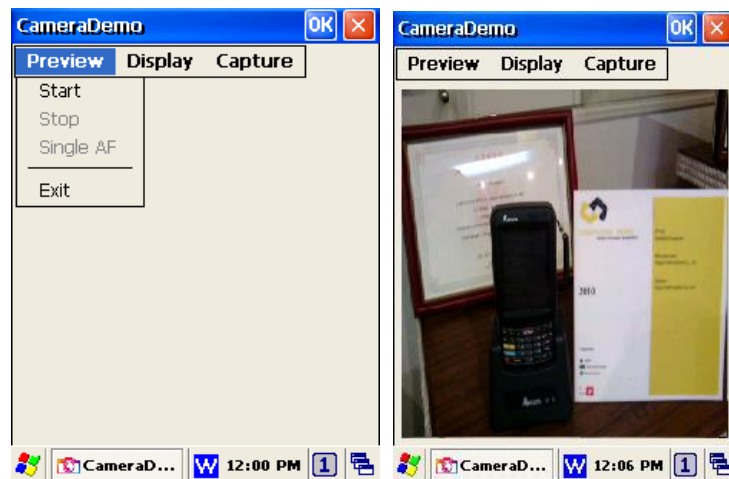 CameraDemo OK
Preview Display Capture
Start
Stop
Single AF
Exit
CameraD... W 12:00 PM 1
CameraDemo OK
Preview Display Capture
2010
CameraD... W 12:06 PM 1